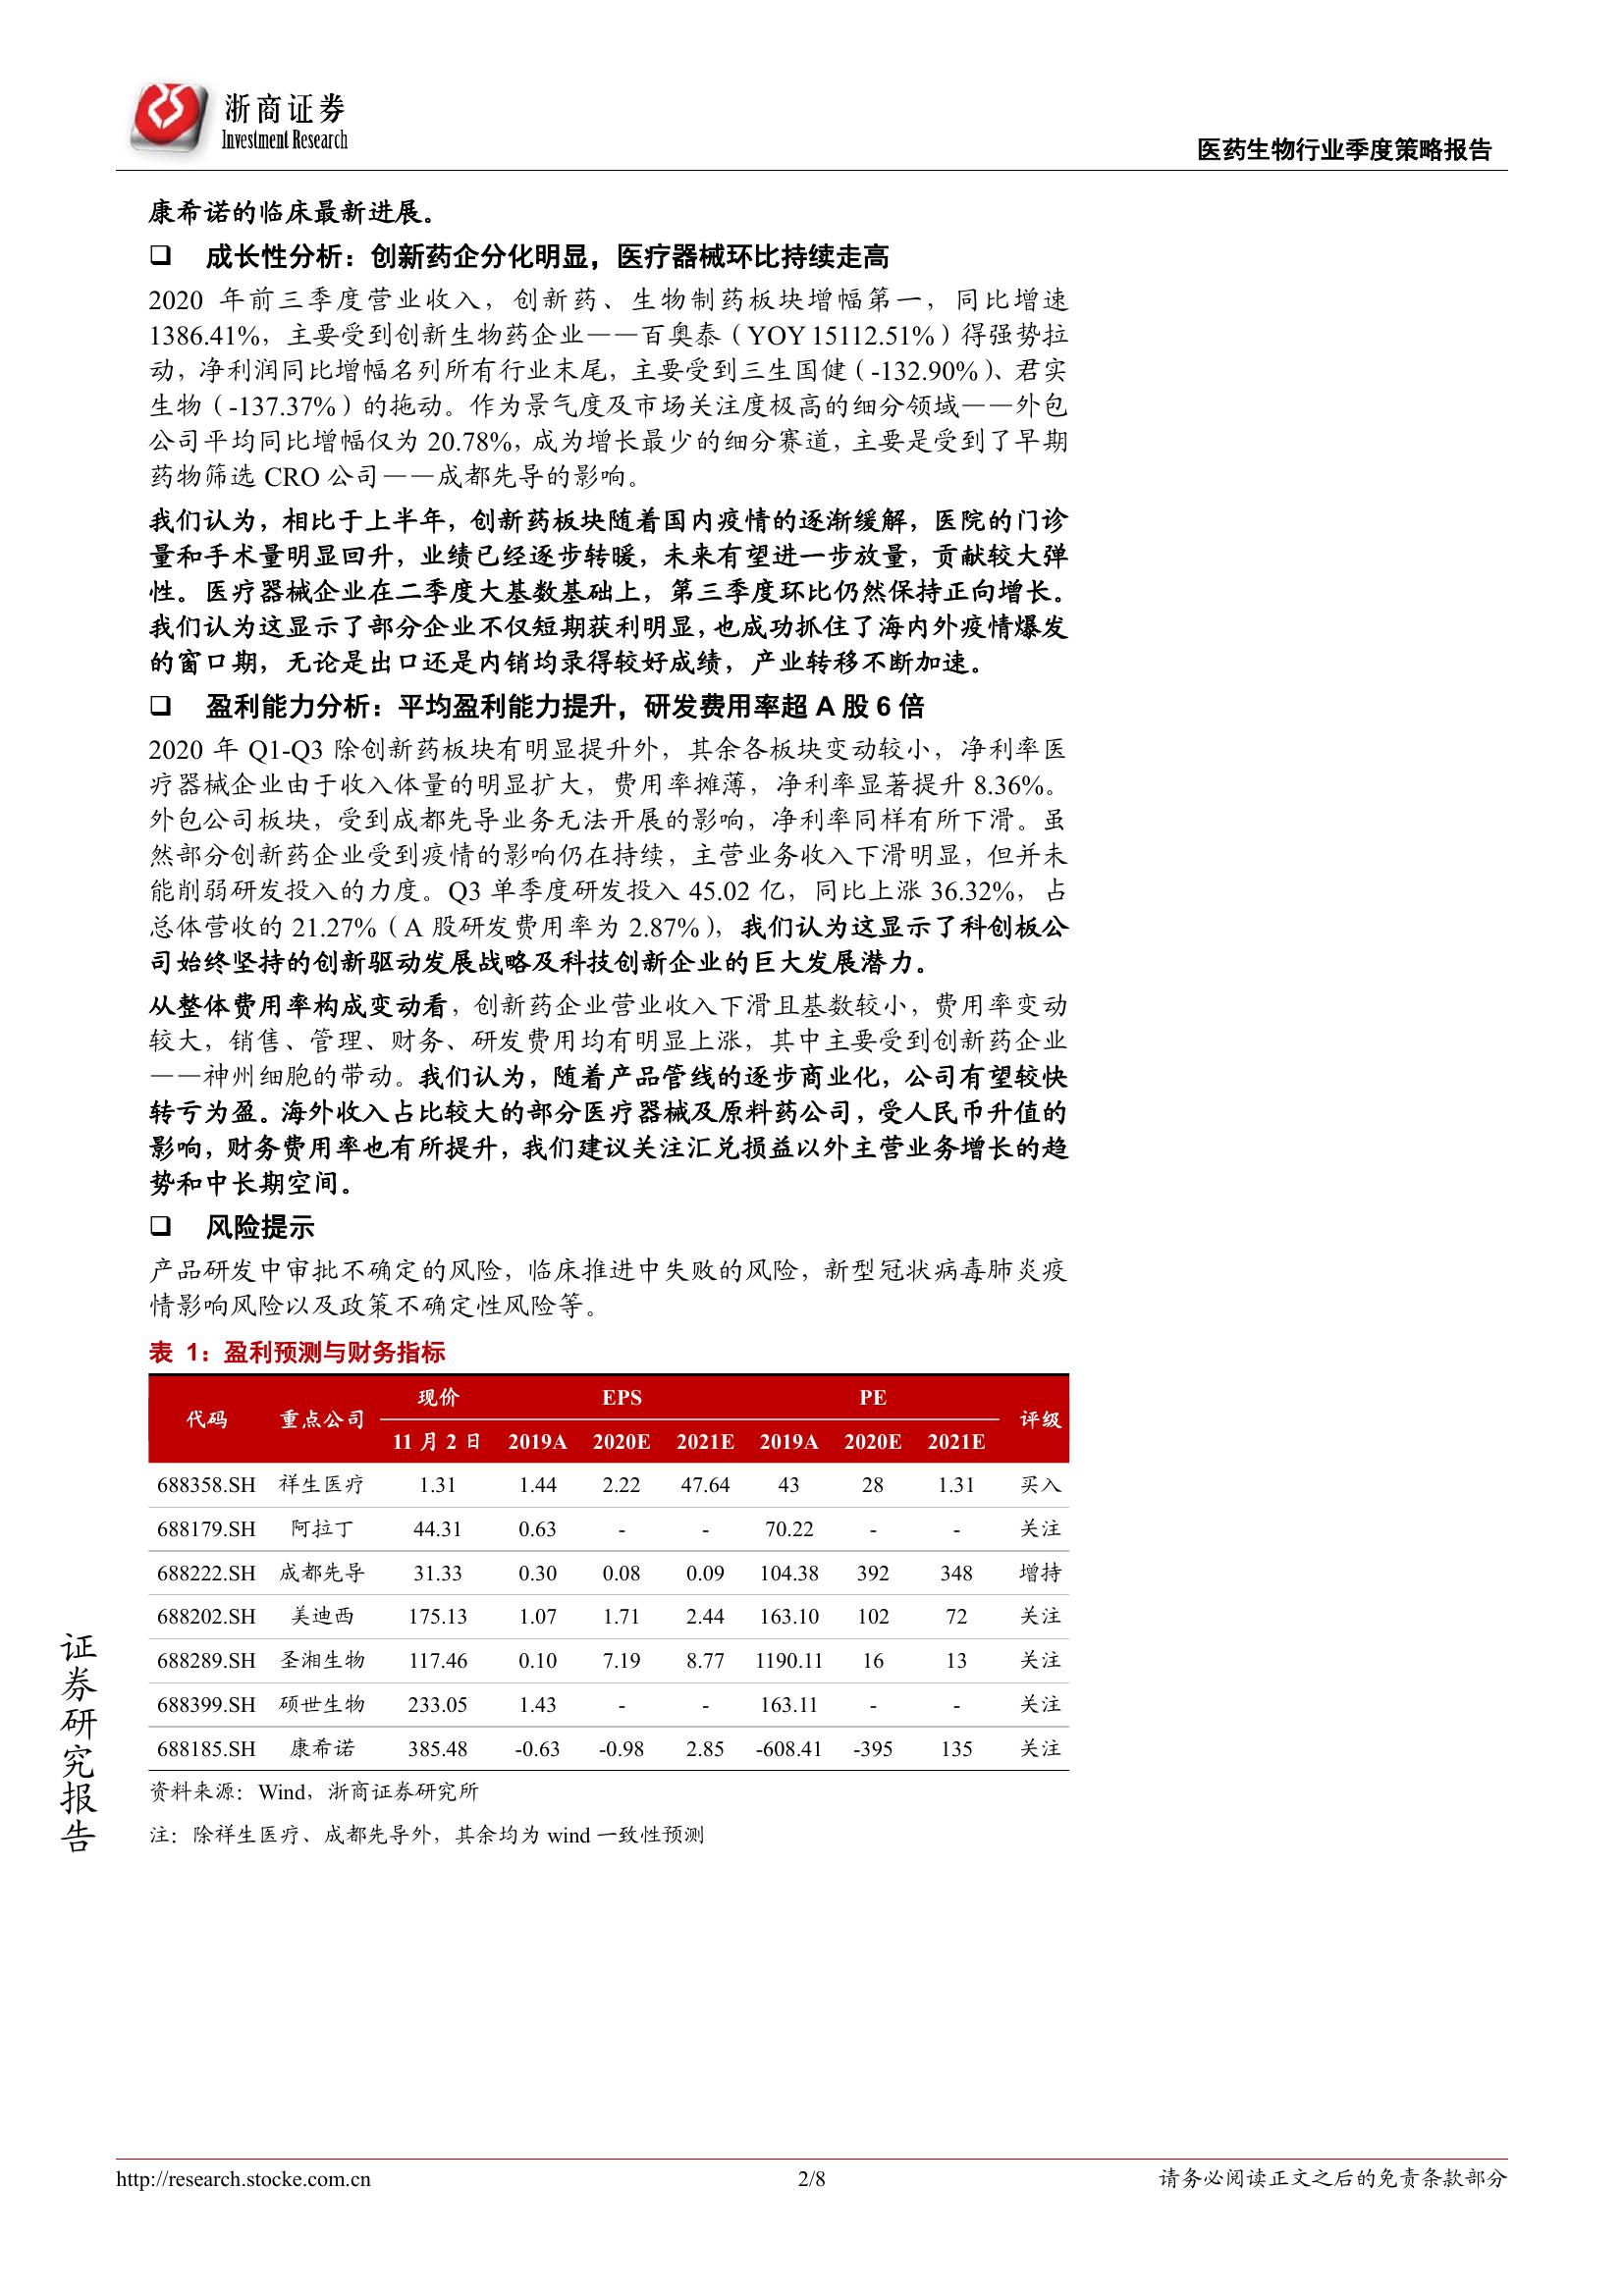 浙商证券
Investment Research
医药生物行业季度策略报告
康希诺的临床最新进展。
❑ 成长性分析：创新药企分化明显，医疗器械环比持续走高
2020 年前三季度营业收入，创新药、生物制药板块增幅第一，同比增速
1386.41%，主要受到创新生物药企业——百奥泰（YOY 15112.51%）得强势拉
动，净利润同比增幅名列所有行业末尾，主要受到三生国健（-132.90%）、君实
生物（-137.37%）的拖动。作为景气度及市场关注度极高的细分领域——外包
公司平均同比增幅仅为 20.78%，成为增长最少的细分赛道，主要是受到了早期
药物筛选 CRO 公司——成都先导的影响。
我们认为，相比于上半年，创新药板块随着国内疫情的逐渐缓解，医院的门诊
量和手术量明显回升，业绩已经逐步转暖，未来有望进一步放量，贡献较大弹
性。医疗器械企业在二季度大基数基础上，第三季度环比仍然保持正向增长。
我们认为这显示了部分企业不仅短期获利明显，也成功抓住了海内外疫情爆发
的窗口期，无论是出口还是内销均录得较好成绩，产业转移不断加速。
❑ 盈利能力分析：平均盈利能力提升，研发费用率超 A 股 6 倍
2020 年 Q1-Q3 除创新药板块有明显提升外，其余各板块变动较小，净利率医
疗器械企业由于收入体量的明显扩大，费用率摊薄，净利率显著提升 8.36%。
外包公司板块，受到成都先导业务无法开展的影响，净利率同样有所下滑。虽
然部分创新药企业受到疫情的影响仍在持续，主营业务收入下滑明显，但并未
能削弱研发投入的力度。Q3 单季度研发投入 45.02 亿，同比上涨 36.32%，占
总体营收的 21.27%（A 股研发费用率为 2.87%），我们认为这显示了科创板公
司始终坚持的创新驱动发展战略及科技创新企业的巨大发展潜力。
从整体费用率构成变动看，创新药企业营业收入下滑且基数较小，费用率变动
较大，销售、管理、财务、研发费用均有明显上涨，其中主要受到创新药企业
——神州细胞的带动。我们认为，随着产品管线的逐步商业化，公司有望较快
转亏为盈。海外收入占比较大的部分医疗器械及原料药公司，受人民币升值的
影响，财务费用率也有所提升，我们建议关注汇兑损益以外主营业务增长的趋
势和中长期空间。
❑ 风险提示
产品研发中审批不确定的风险，临床推进中失败的风险，新型冠状病毒肺炎疫
情影响风险以及政策不确定性风险等。
表 1：盈利预测与财务指标
代码 重点公司 现价 EPS PE 评级
11 月 2 日 2019A 2020E 2021E 2019A 2020E 2021E
688358.SH 祥生医疗 1.31 1.44 2.22 47.64 43 28 1.31 买入
688179.SH 阿拉丁 44.31 0.63 - - 70.22 - - 关注
688222.SH 成都先导 31.33 0.30 0.08 0.09 104.38 392 348 增持
688202.SH 美迪西 175.13 1.07 1.71 2.44 163.10 102 72 关注
688289.SH 圣湘生物 117.46 0.10 7.19 8.77 1190.11 16 13 关注
688399.SH 硕世生物 233.05 1.43 - - 163.11 - - 关注
688185.SH 康希诺 385.48 -0.63 -0.98 2.85 -608.41 -395 135 关注
资料来源：Wind，浙商证券研究所
注：除祥生医疗、成都先导外，其余均为 wind 一致性预测
证券研究报告
http://research.stocke.com.cn
2/8
请务必阅读正文之后的免责条款部分